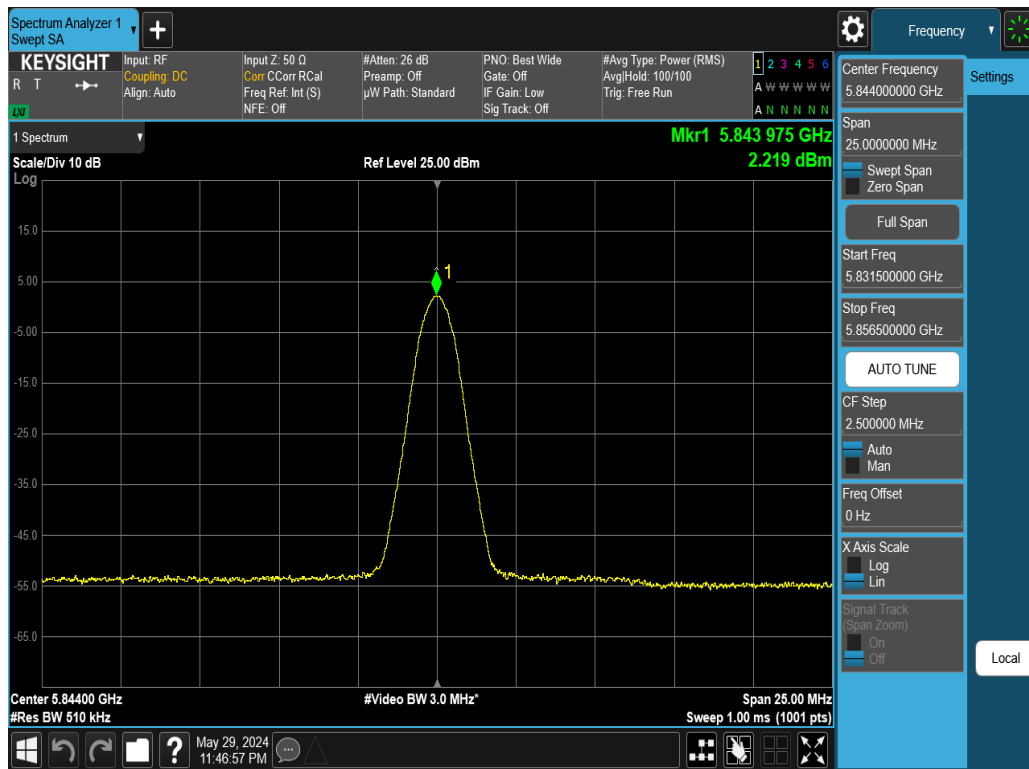 Spectrum Analyzer 1
Swept SA
Frequency
KEYSIGHT
R T
LXI
Input: RF
Coupling: DC
Align: Auto
Input Z: 50 Ω
Corr CCorr RCal
Freq Ref: Int (S)
NFE: Off
#Atten: 26 dB
Preamp: Off
µW Path: Standard
PNO: Best Wide
Gate: Off
IF Gain: Low
Sig Track: Off
#Avg Type: Power (RMS)
Avg|Hold: 100/100
Trig: Free Run
1 2 3 4 5 6
A W W W W W
A N N N N N
1 Spectrum
Mkr1 5.843 975 GHz
2.219 dBm
Scale/Div 10 dB
Ref Level 25.00 dBm
Log
15.0
5.00
-5.00
-15.0
-25.0
-35.0
-45.0
-55.0
-65.0
1
Center 5.84400 GHz
#Video BW 3.0 MHz*
Span 25.00 MHz
#Res BW 510 kHz
Sweep 1.00 ms (1001 pts)
Center Frequency
5.844000000 GHz
Span
25.0000000 MHz
Swept Span
Zero Span
Full Span
Start Freq
5.831500000 GHz
Stop Freq
5.856500000 GHz
AUTO TUNE
CF Step
2.500000 MHz
Auto
Man
Freq Offset
0 Hz
X Axis Scale
Log
Lin
Signal Track
(Span Zoom)
On
Off
Settings
Local
May 29, 2024
11:46:57 PM